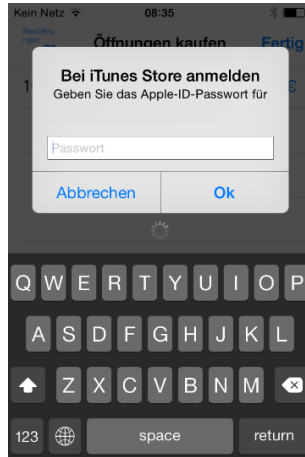 Kein Netz 08:35
Öffnungen kaufen Fertig
Bei iTunes Store anmelden
Geben Sie das Apple-ID-Passwort für
Passwort
Abbrechen Ok
Q W E R T Y U I O P
A S D F G H J K L
Z X C V B N M
123 space return